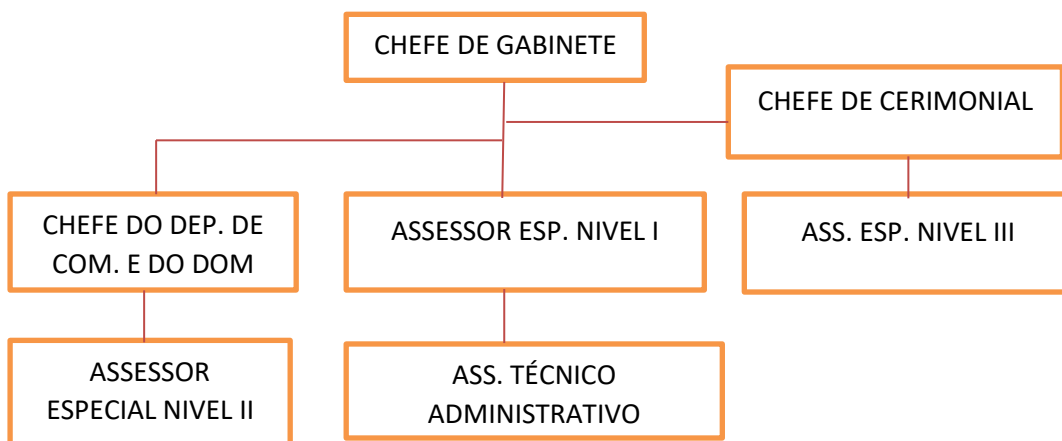 CHEFE DE GABINETE
CHEFE DE CERIMONIAL
CHEFE DO DEP. DE
COM. E DO DOM
ASSESSOR ESP. NIVEL I
ASS. ESP. NIVEL III
ASSESSOR
ESPECIAL NIVEL II
ASS. TÉCNICO
ADMINISTRATIVO